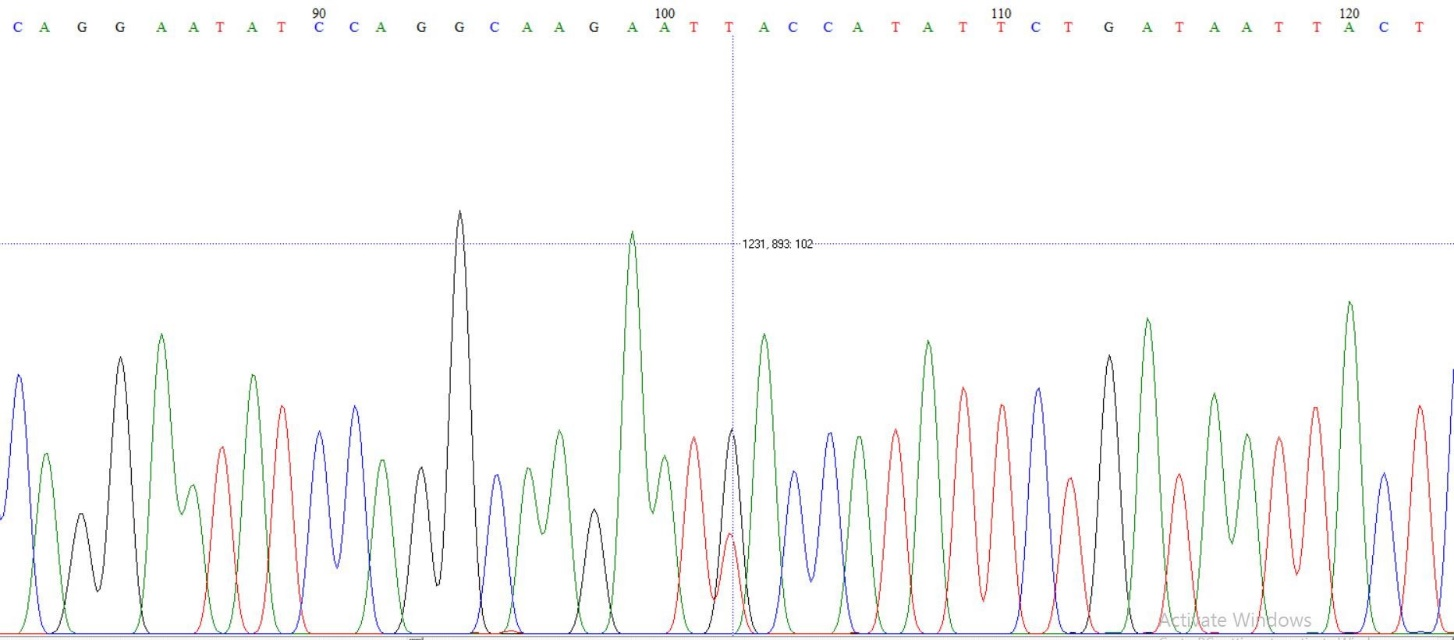 90 100 110 120
C A G G A A T A T C C A G G C A A G A A T T A C C A T A T T C T G A T A A T T A C T
1231, 893: 102
Activate Windows